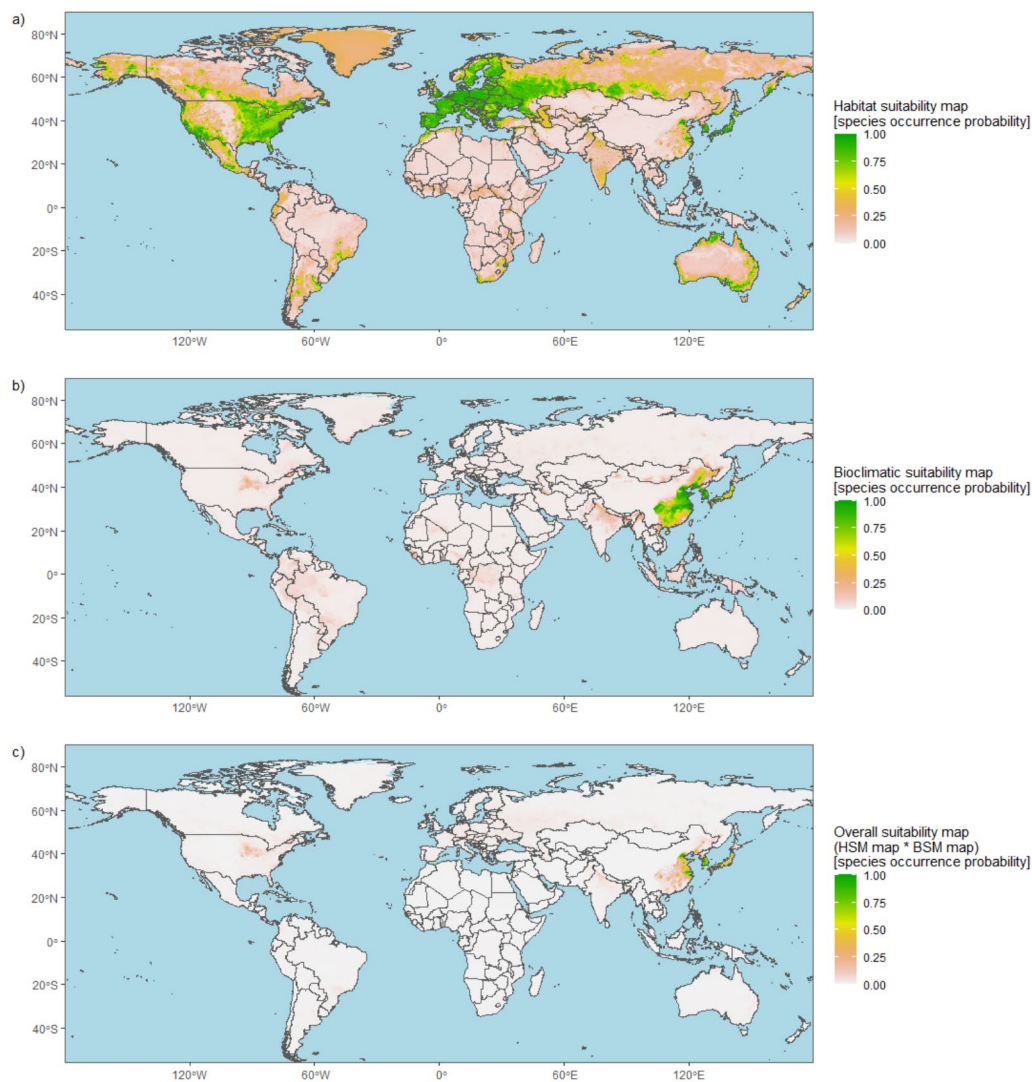 a)
80°N
60°N
40°N
20°N
0°
20°S
40°S
120°W
60°W
0°
60°E
120°E
Habitat suitability map
[species occurrence probability]
1.00
0.75
0.50
0.25
0.00
b)
80°N
60°N
40°N
20°N
0°
20°S
40°S
120°W
60°W
0°
60°E
120°E
Bioclimatic suitability map
[species occurrence probability]
1.00
0.75
0.50
0.25
0.00
c)
80°N
60°N
40°N
20°N
0°
20°S
40°S
120°W
60°W
0°
60°E
120°E
Overall suitability map
(HSM map * BSM map)
[species occurrence probability]
1.00
0.75
0.50
0.25
0.00